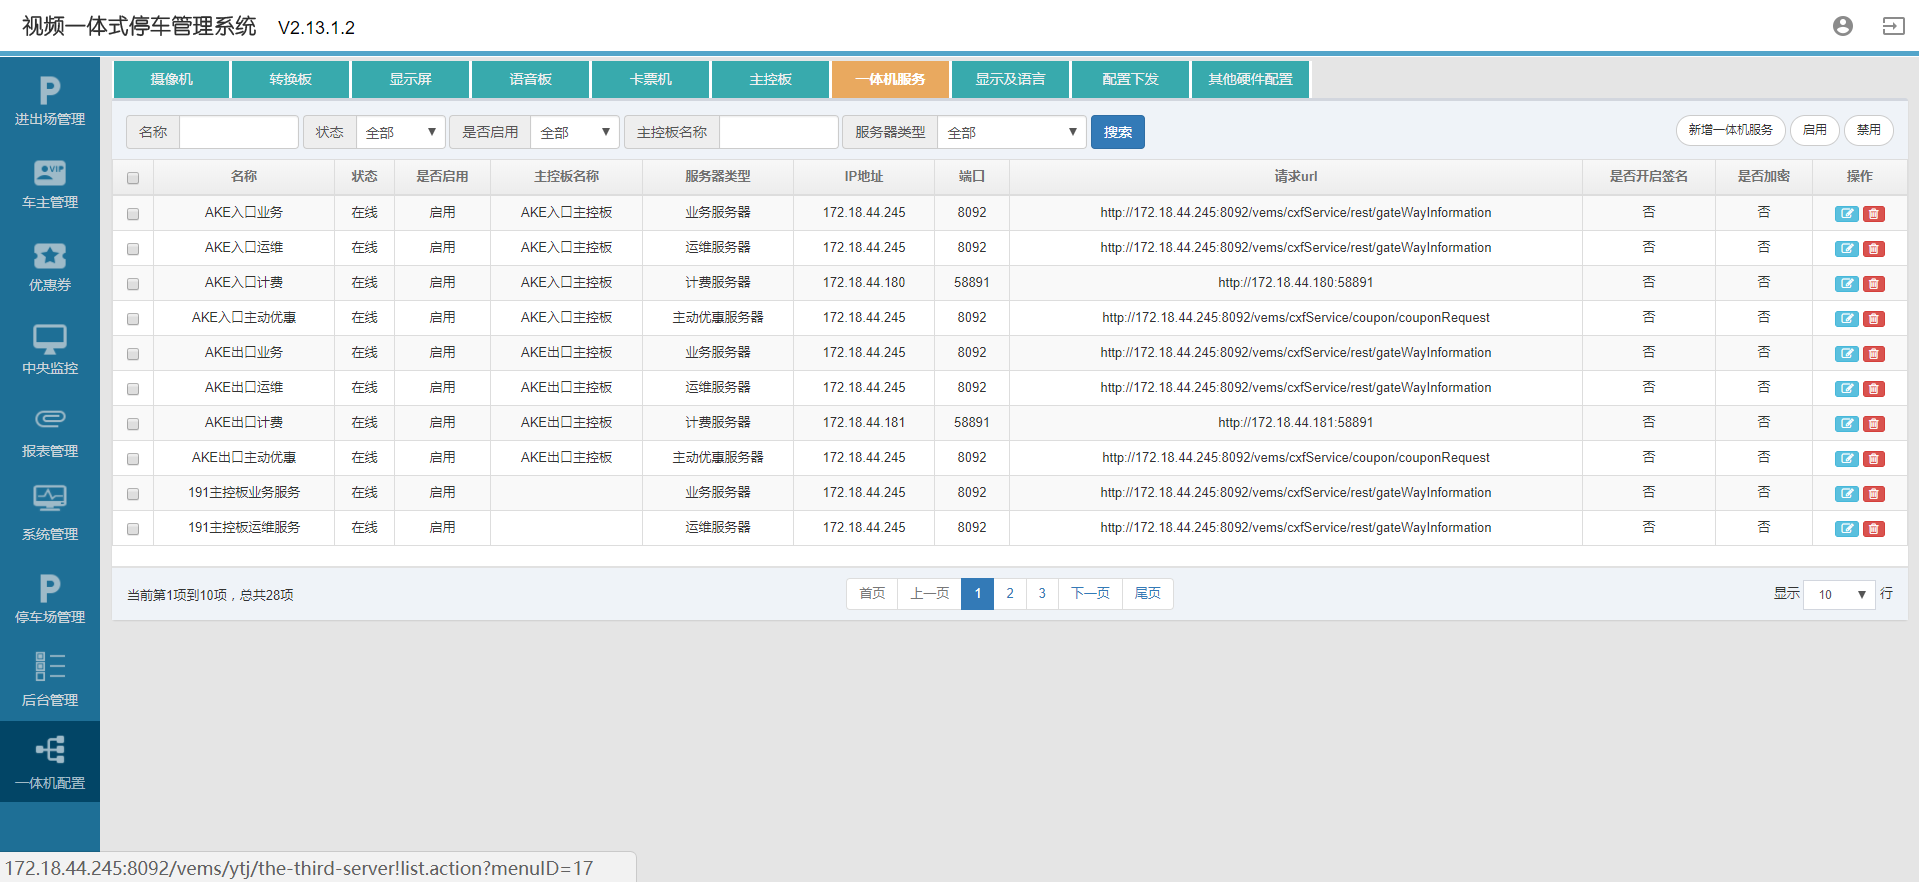 视频一体式停车管理系统 V2.13.1.2
摄像机 转换板 显示屏 语音板 卡票机 主控板 一体机服务 显示及语言 配置下发 其他硬件配置
进出场管理
车主管理
优惠券
中央监控
报表管理
系统管理
停车场管理
后台管理
一体机配置
名称 状态 全部 是否启用 全部 主控板名称 服务器类型 全部 搜索 新增一体机服务 启用 禁用
名称 状态 是否启用 主控板名称 服务器类型 IP地址 端口 请求url 是否开启签名 是否加密 操作
AKE入口业务 在线 启用 AKE入口主控板 业务服务器 172.18.44.245 8092 http://172.18.44.245:8092/vems/cxfService/rest/gateWayInformation 否 否
AKE入口运维 在线 启用 AKE入口主控板 运维服务器 172.18.44.245 8092 http://172.18.44.245:8092/vems/cxfService/rest/gateWayInformation 否 否
AKE入口计费 在线 启用 AKE入口主控板 计费服务器 172.18.44.180 58891 http://172.18.44.180:58891 否 否
AKE入口主动优惠 在线 启用 AKE入口主控板 主动优惠服务器 172.18.44.245 8092 http://172.18.44.245:8092/vems/cxfService/coupon/couponRequest 否 否
AKE出口业务 在线 启用 AKE出口主控板 业务服务器 172.18.44.245 8092 http://172.18.44.245:8092/vems/cxfService/rest/gateWayInformation 否 否
AKE出口运维 在线 启用 AKE出口主控板 运维服务器 172.18.44.245 8092 http://172.18.44.245:8092/vems/cxfService/rest/gateWayInformation 否 否
AKE出口计费 在线 启用 AKE出口主控板 计费服务器 172.18.44.181 58891 http://172.18.44.181:58891 否 否
AKE出口主动优惠 在线 启用 AKE出口主控板 主动优惠服务器 172.18.44.245 8092 http://172.18.44.245:8092/vems/cxfService/coupon/couponRequest 否 否
191主控板业务服务 在线 启用 业务服务器 172.18.44.245 8092 http://172.18.44.245:8092/vems/cxfService/rest/gateWayInformation 否 否
191主控板运维服务 在线 启用 运维服务器 172.18.44.245 8092 http://172.18.44.245:8092/vems/cxfService/rest/gateWayInformation 否 否
当前第1项到10项，总共28项 首页 上一页 1 2 3 下一页 尾页 显示 10 行
172.18.44.245:8092/vems/ytj/the-third-server!list.action?menuID=17